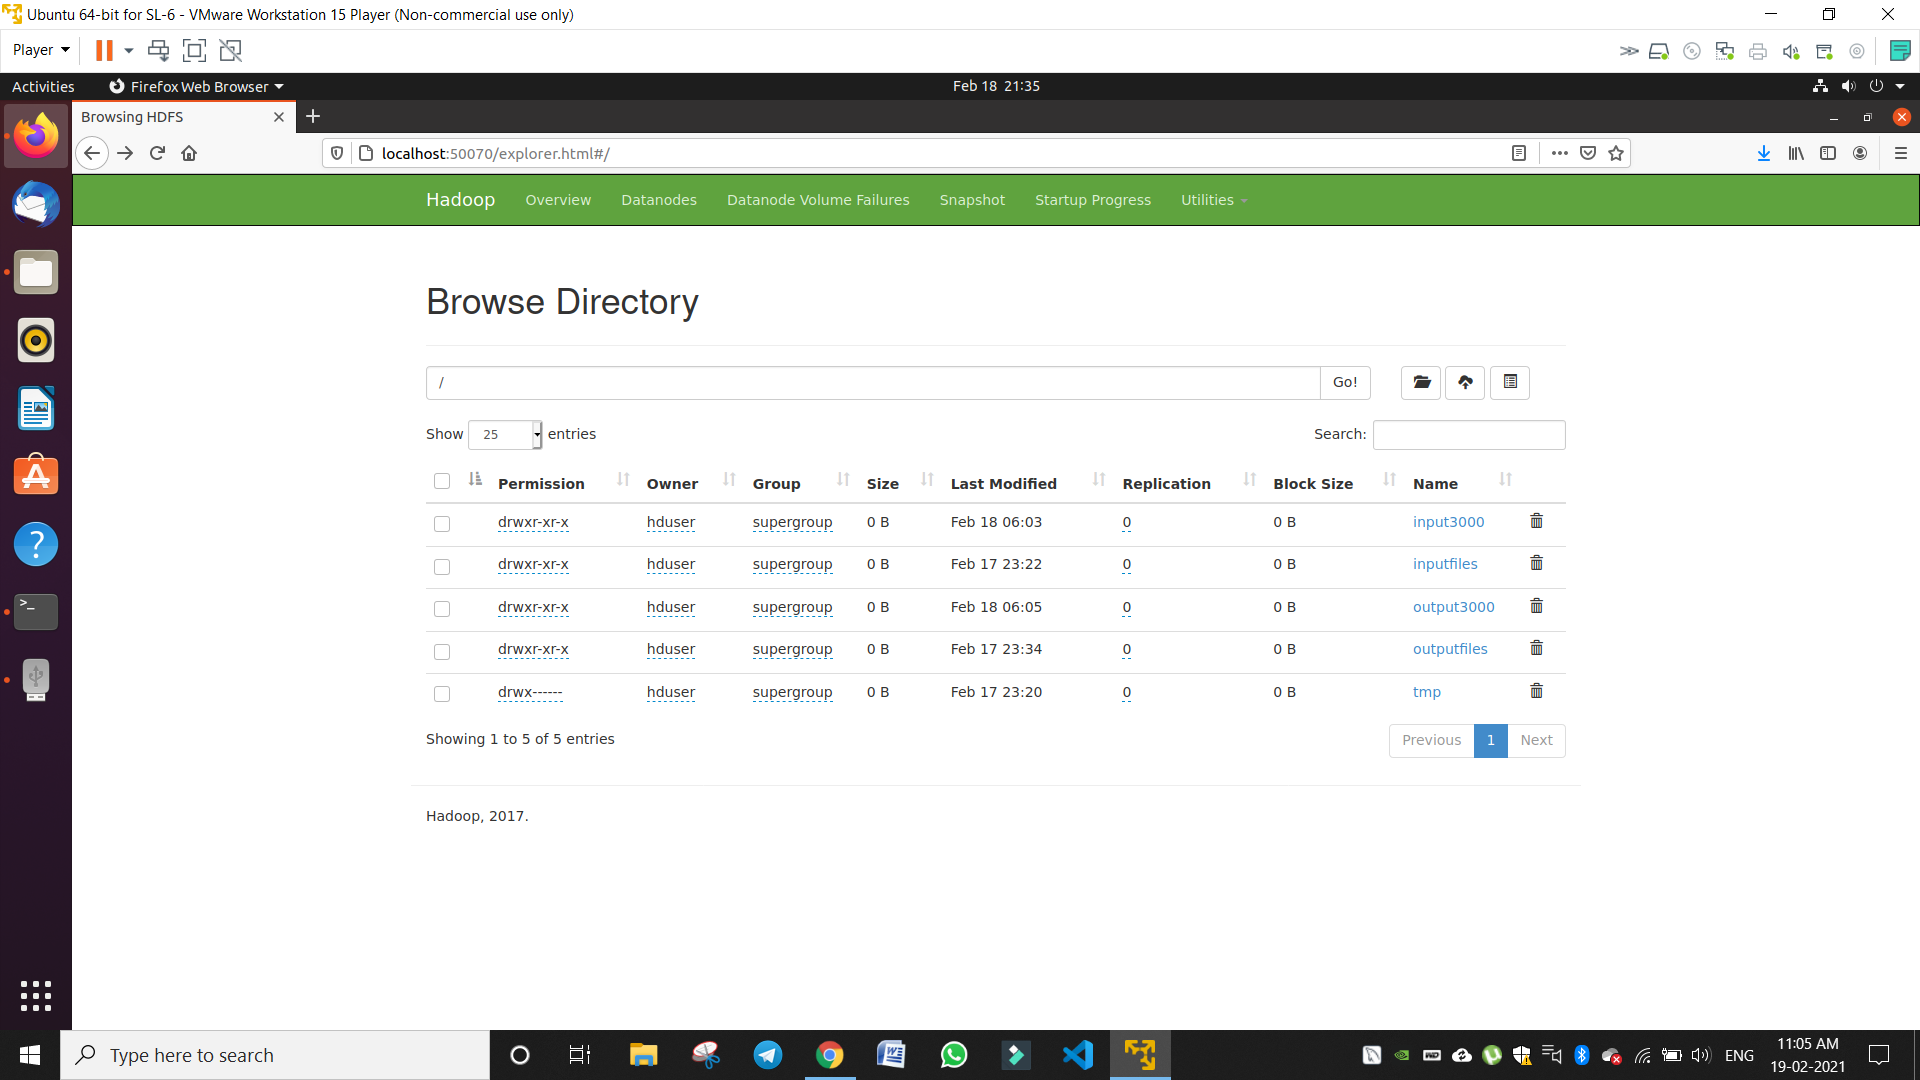 Ubuntu 64-bit for SL-6 - VMware Workstation 15 Player (Non-commercial use only)
Player
Activities Firefox Web Browser Feb 18 21:35
Browsing HDFS
localhost:50070/explorer.html#/
Hadoop Overview Datanodes Datanode Volume Failures Snapshot Startup Progress Utilities
Browse Directory
/ Go!
Show 25 entries Search:
Permission Owner Group Size Last Modified Replication Block Size Name
drwxr-xr-x hduser supergroup 0 B Feb 18 06:03 0 0 B input3000
drwxr-xr-x hduser supergroup 0 B Feb 17 23:22 0 0 B inputfiles
drwxr-xr-x hduser supergroup 0 B Feb 18 06:05 0 0 B output3000
drwxr-xr-x hduser supergroup 0 B Feb 17 23:34 0 0 B outputfiles
drwx------ hduser supergroup 0 B Feb 17 23:20 0 0 B tmp
Showing 1 to 5 of 5 entries Previous 1 Next
Hadoop, 2017.
Type here to search ENG 11:05 AM
19-02-2021